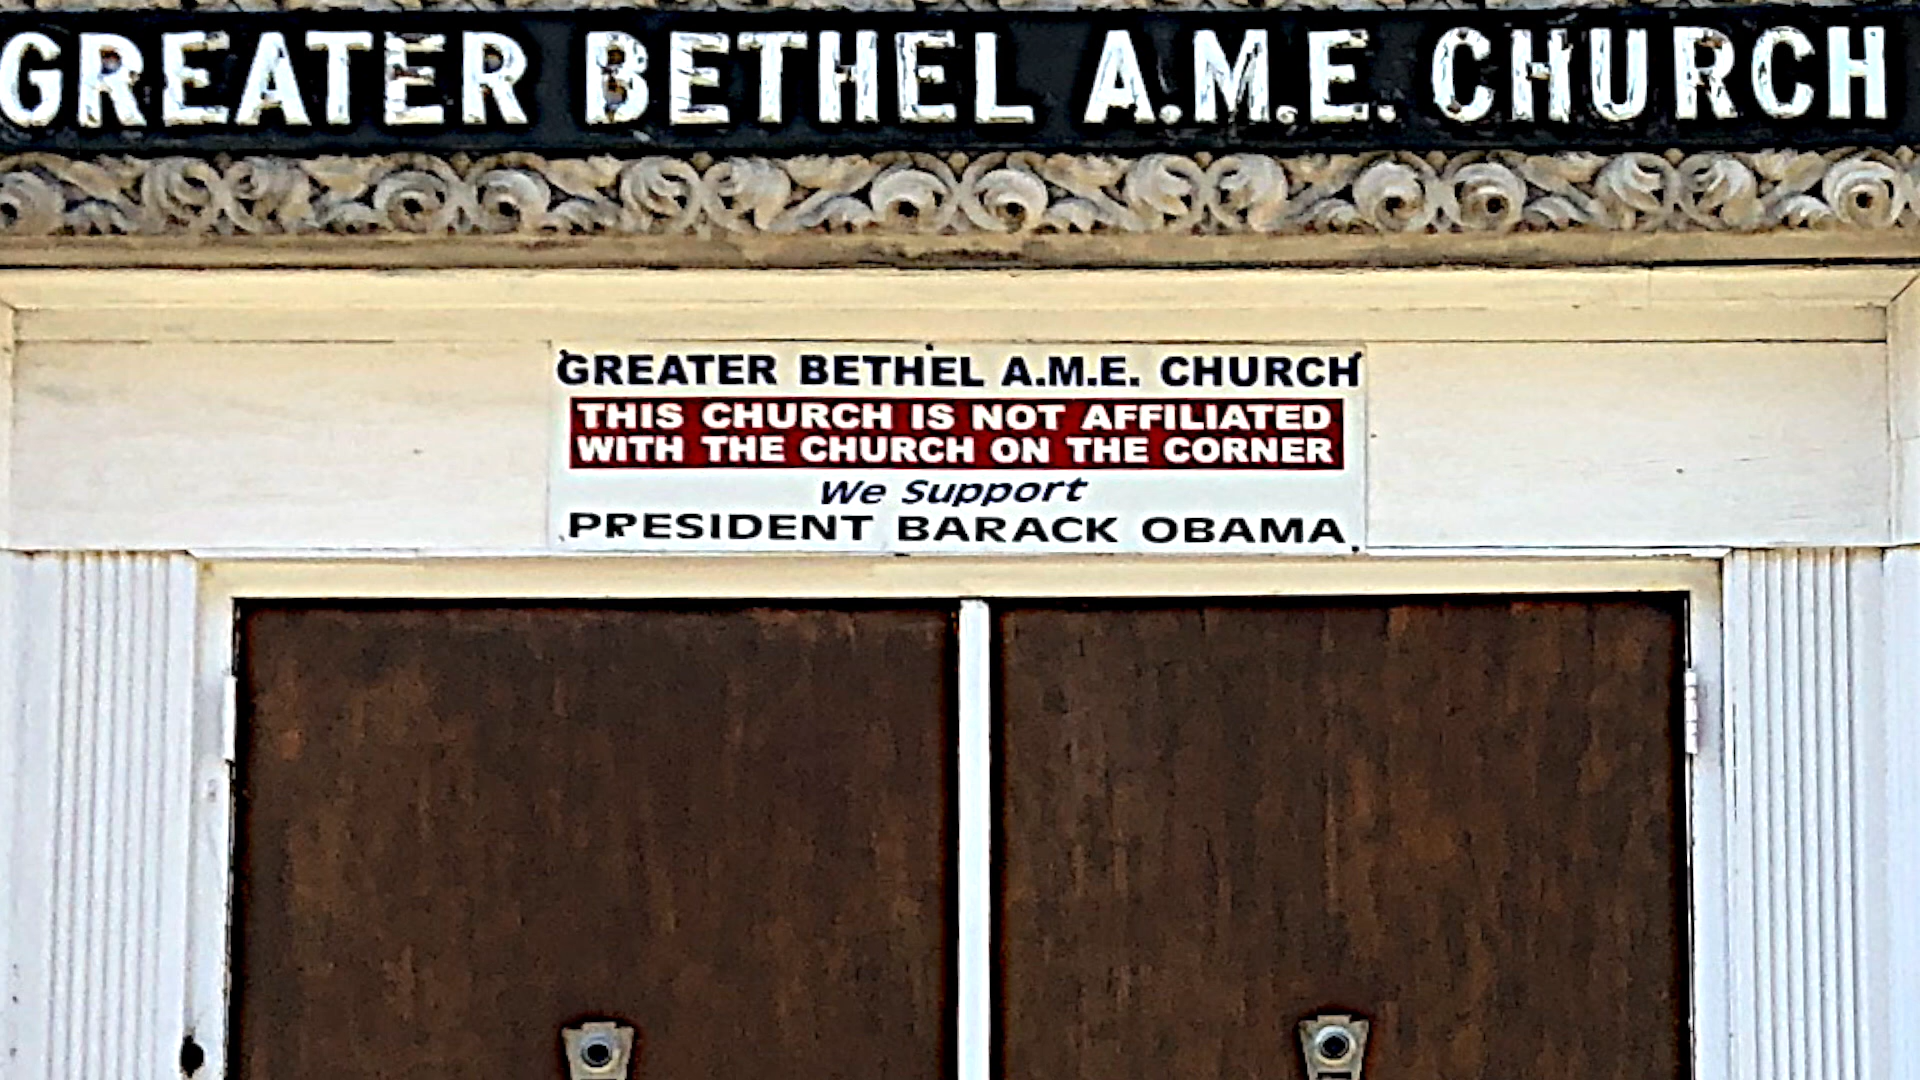 GREATER BETHEL A.M.E. CHURCH
GREATER BETHEL A.M.E. CHURCH
THIS CHURCH IS NOT AFFILIATED
WITH THE CHURCH ON THE CORNER
We Support
PRESIDENT BARACK OBAMA